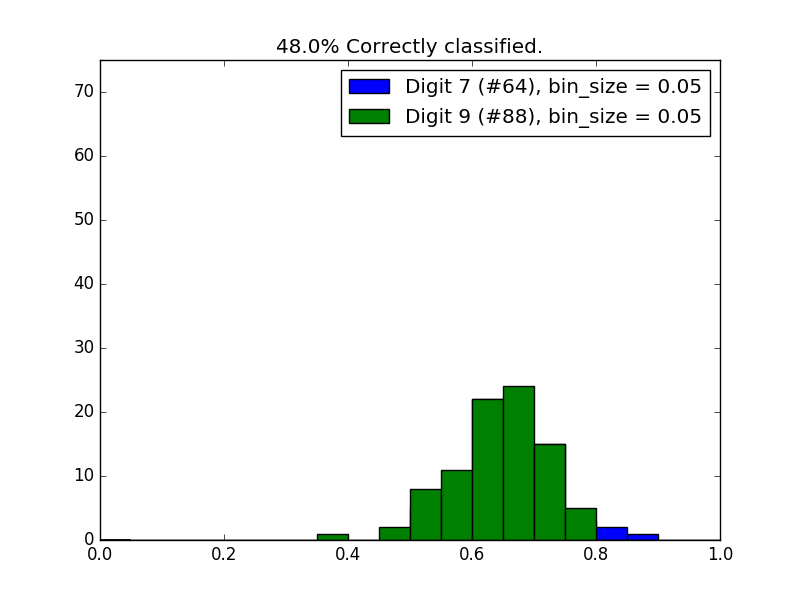 48.0% Correctly classified.
Digit 7 (#64), bin_size = 0.05
Digit 9 (#88), bin_size = 0.05
70
60
50
40
30
20
10
0
0.0 0.2 0.4 0.6 0.8 1.0